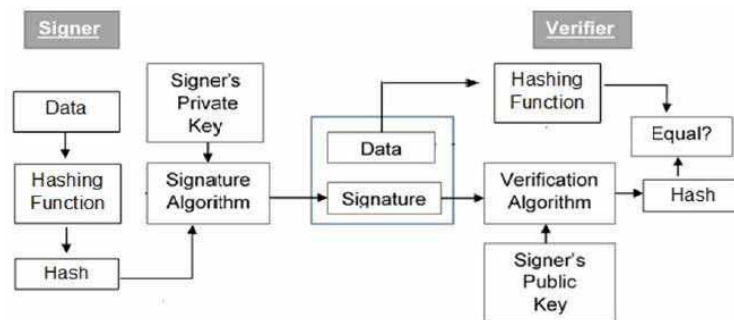 Signer
Verifier
Signer's
Private
Key
Hashing
Function
Data
Equal?
Data
Hashing
Function
Signature
Algorithm
Signature
Verification
Algorithm
Hash
Hash
Signer's
Public
Key